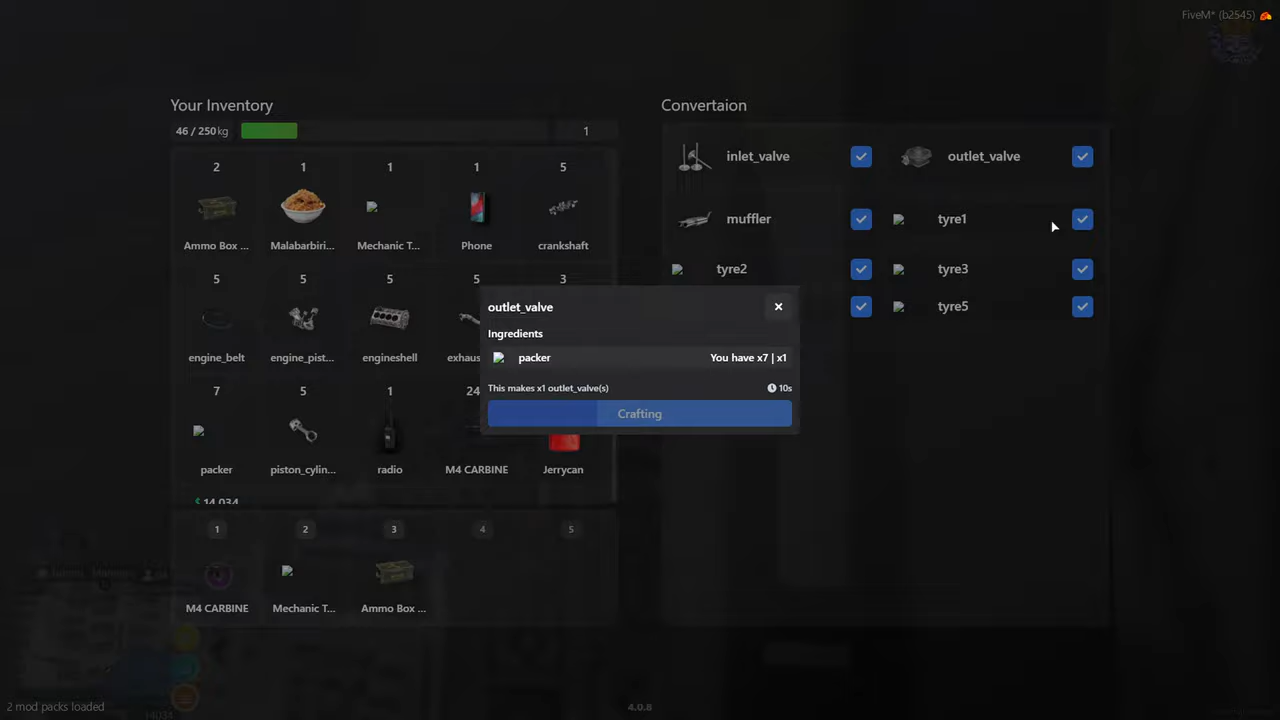 FiveM* (b2545)
Your Inventory
Convertaion
46 / 250kg
1
2 1 1 1 5
Ammo Box ... Malabarbiri... Mechanic T... Phone crankshaft
inlet_valve outlet_valve
muffler tyre1
tyre2 tyre3
tyre5
5 5 5 5 3
engine_belt engine_pist... engineshell exhaus
outlet_valve
Ingredients
packer You have x7 | x1
This makes x1 outlet_valve(s) 10s
Crafting
7 5 1 24
packer piston_cylin... radio M4 CARBINE Jerrycan
$ 14,034
1 2 3 4 5
M4 CARBINE Mechanic T... Ammo Box ...
2 mod packs loaded
4.0.8